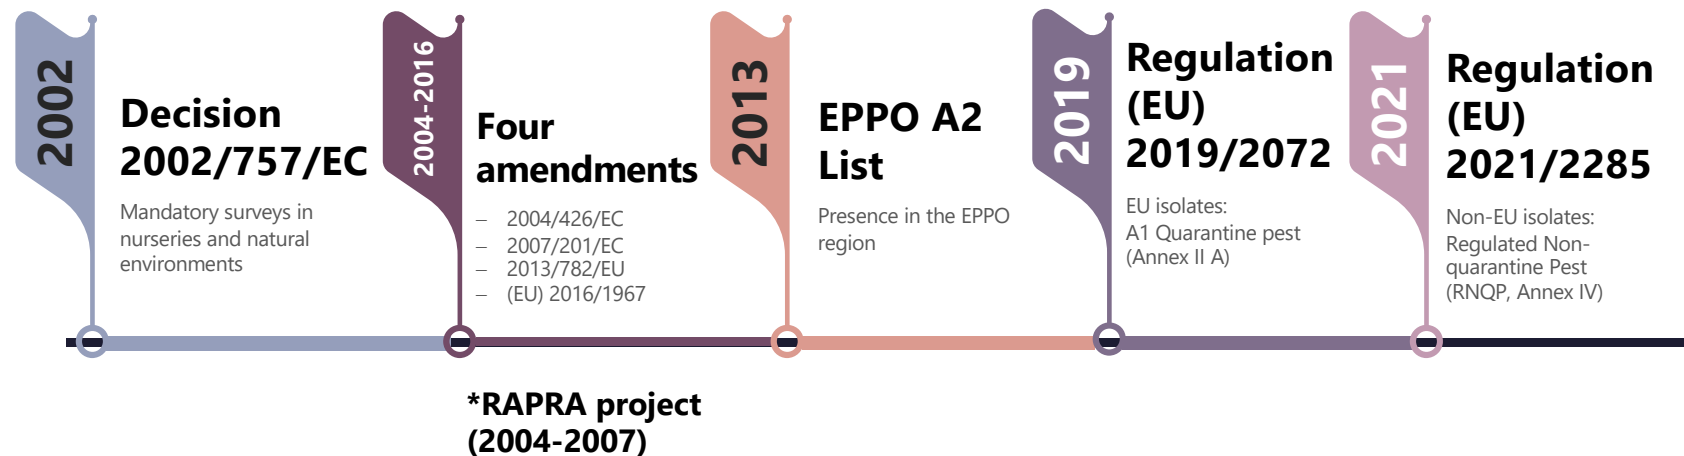 2002
Decision
2002/757/EC
Mandatory surveys in
nurseries and natural
environments
2004-2016
Four
amendments
– 2004/426/EC
– 2007/201/EC
– 2013/782/EU
– (EU) 2016/1967
2013
EPPO A2
List
Presence in the EPPO
region
2019
Regulation
(EU)
2019/2072
EU isolates:
A1 Quarantine pest
(Annex II A)
2021
Regulation
(EU)
2021/2285
Non-EU isolates:
Regulated Non-
quarantine Pest
(RNQP, Annex IV)
*RAPRA project
(2004-2007)